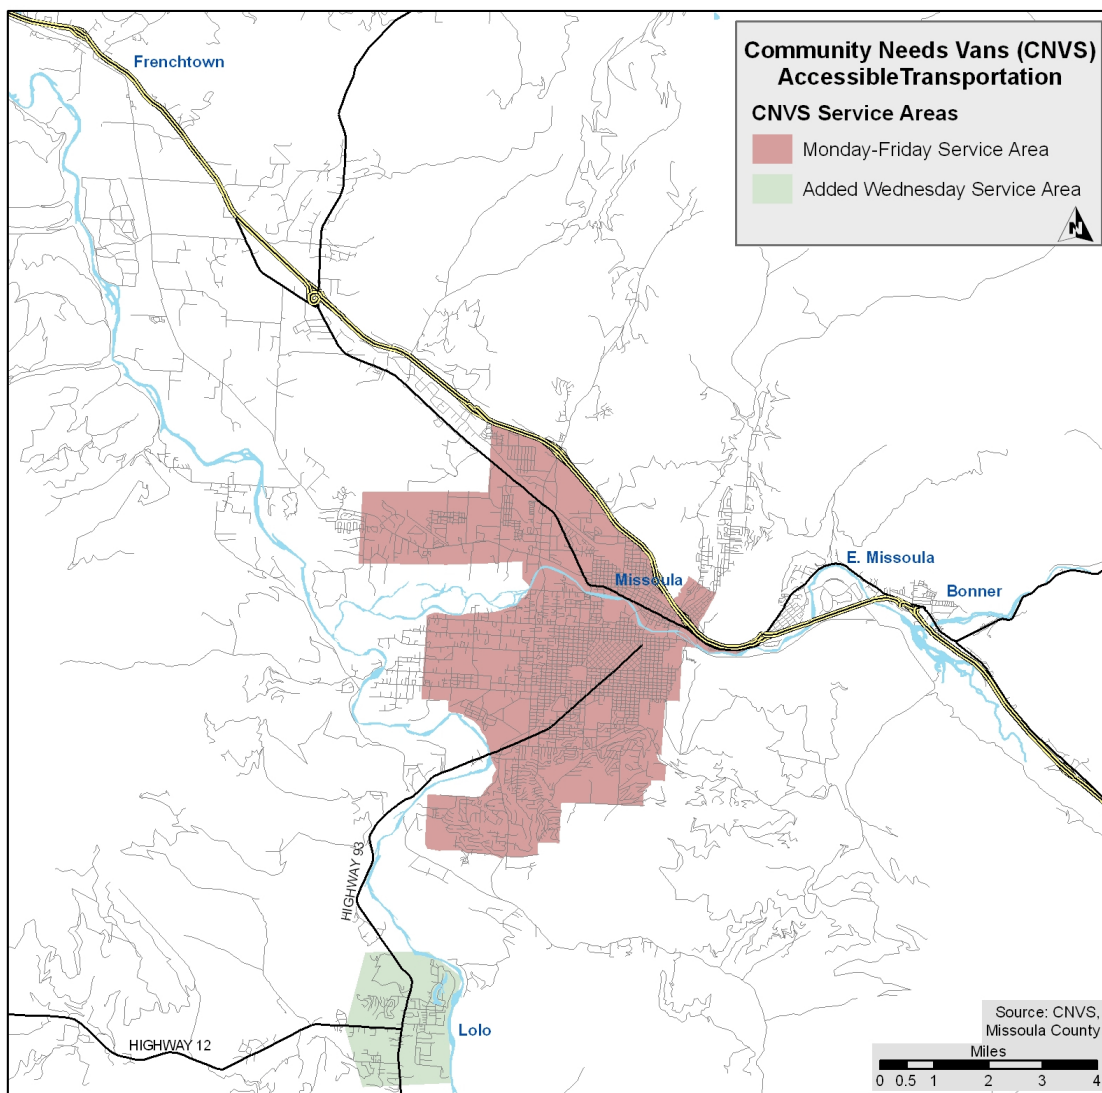 Community Needs Vans (CNVS)
AccessibleTransportation
CNVS Service Areas
Monday-Friday Service Area
Added Wednesday Service Area
N
Frenchtown
Missoula
E. Missoula
Bonner
HIGHWAY 93
Lolo
HIGHWAY 12
Source: CNVS,
Missoula County
Miles
0 0.5 1 2 3 4